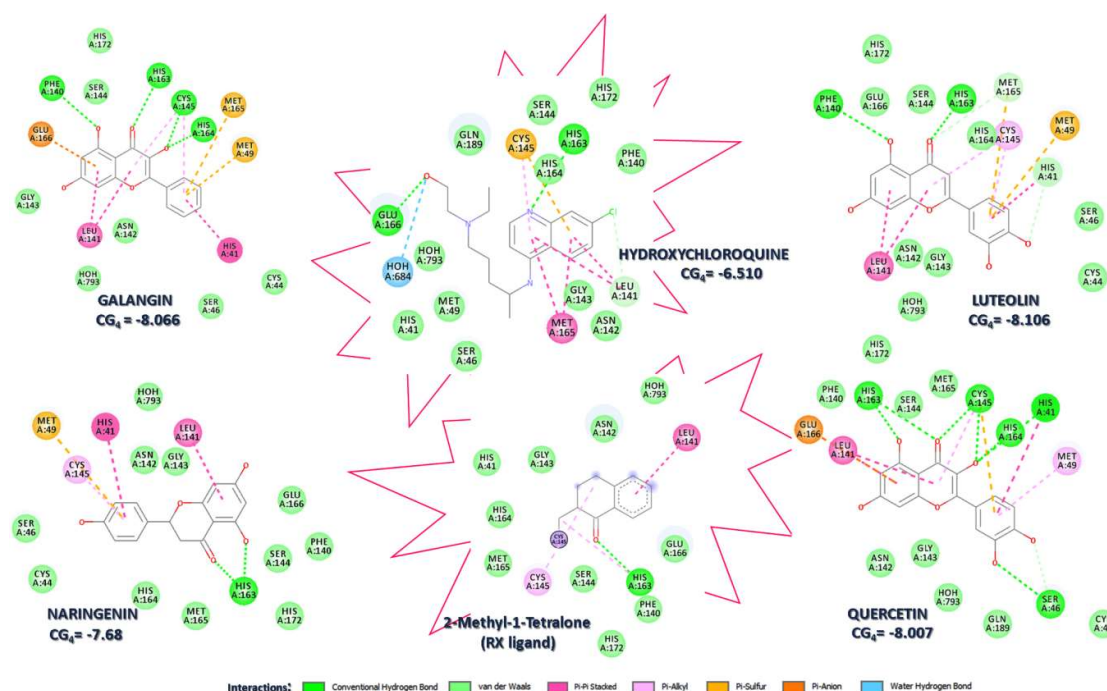 HIS
A:172
PHE
A:140
SER
A:144
HIS
A:163
CYS
A:145
MET
A:165
HIS
A:164
GLU
A:166
MET
A:49
GLY
A:143
LEU
A:141
ASN
A:142
HIS
A:41
HOH
A:793
CYS
A:44
SER
A:46
GALANGIN
CG4 = -8.066
HIS
A:172
SER
A:144
GLN
A:189
CYS
A:145
HIS
A:163
PHE
A:140
HIS
A:164
GLU
A:166
HOH
A:793
HOH
A:684
HYDROXYCHLOROQUINE
CG4= -6.510
GLY
A:143
LEU
A:141
MET
A:49
HIS
A:41
MET
A:165
ASN
A:142
SER
A:46
N
N
N
Cl
HIS
A:172
MET
A:165
PHE
A:140
GLU
A:166
SER
A:144
HIS
A:163
HIS
A:164
CYS
A:145
MET
A:49
HIS
A:41
SER
A:46
LEU
A:141
ASN
A:142
GLY
A:143
CYS
A:44
HOH
A:793
LUTEOLIN
CG4= -8.106
HOH
A:793
MET
A:49
HIS
A:41
LEU
A:141
CYS
A:145
ASN
A:142
GLY
A:143
GLU
A:166
SER
A:46
PHE
A:140
SER
A:144
CYS
A:44
HIS
A:164
MET
A:165
HIS
A:163
HIS
A:172
NARINGENIN
CG4= -7.68
HOH
A:793
ASN
A:142
LEU
A:141
HIS
A:41
GLY
A:143
HIS
A:164
MET
A:165
GLU
A:166
CYS
A:145
SER
A:144
HIS
A:163
PHE
A:140
HIS
A:172
2-Methyl-1-Tetralone
(RX ligand)
HIS
A:172
PHE
A:140
HIS
A:163
SER
A:144
MET
A:165
CYS
A:145
HIS
A:41
HIS
A:164
GLU
A:166
LEU
A:141
MET
A:49
ASN
A:142
GLY
A:143
HOH
A:793
GLN
A:189
SER
A:46
QUERCETIN
CG4= -8.007
Interactions:
Conventional Hydrogen Bond
van der Waals
Pi-Pi Stacked
Pi-Alkyl
Pi-Sulfur
Pi-Anion
Water Hydrogen Bond